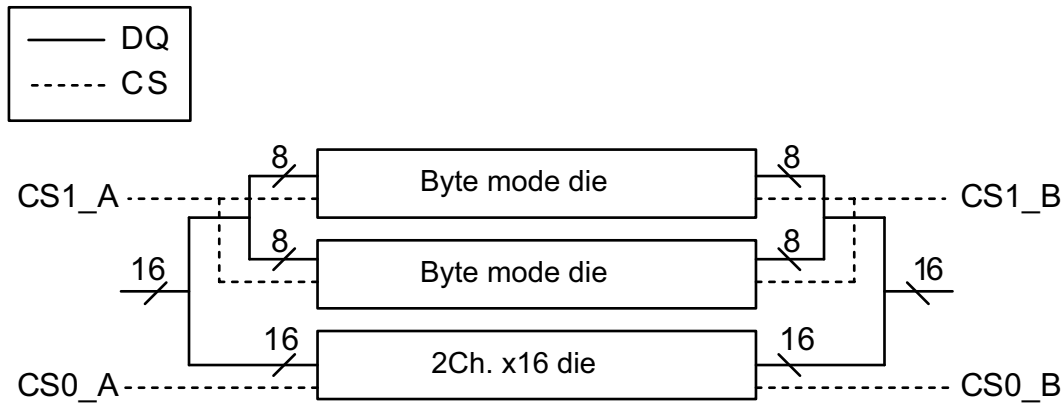 DQ
CS
8 8
CS1_A Byte mode die CS1_B
8 8
16 Byte mode die 16
16 16
2Ch. x16 die
CS0_A CS0_B